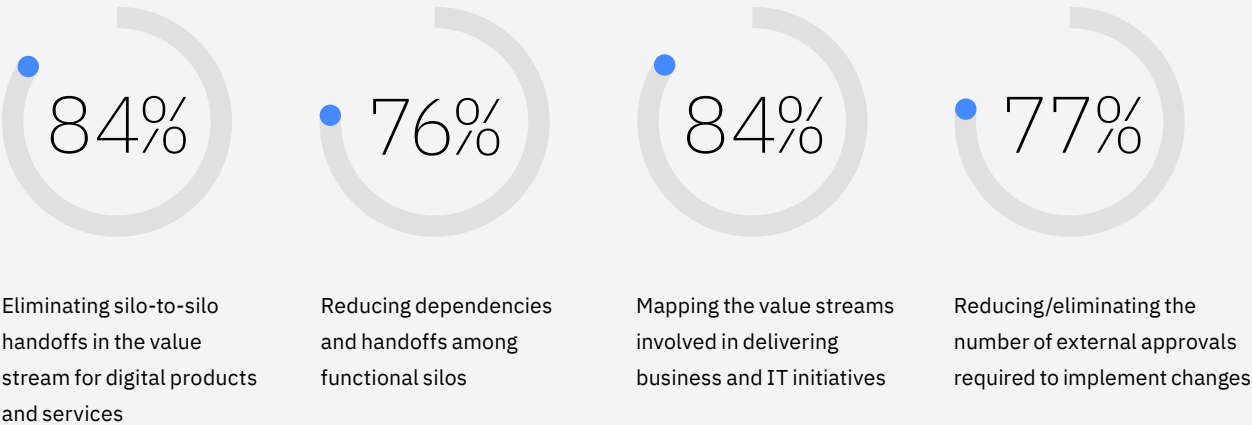 84%
Eliminating silo-to-silo
handoffs in the value
stream for digital products
and services
76%
Reducing dependencies
and handoffs among
functional silos
84%
Mapping the value streams
involved in delivering
business and IT initiatives
77%
Reducing/eliminating the
number of external approvals
required to implement changes